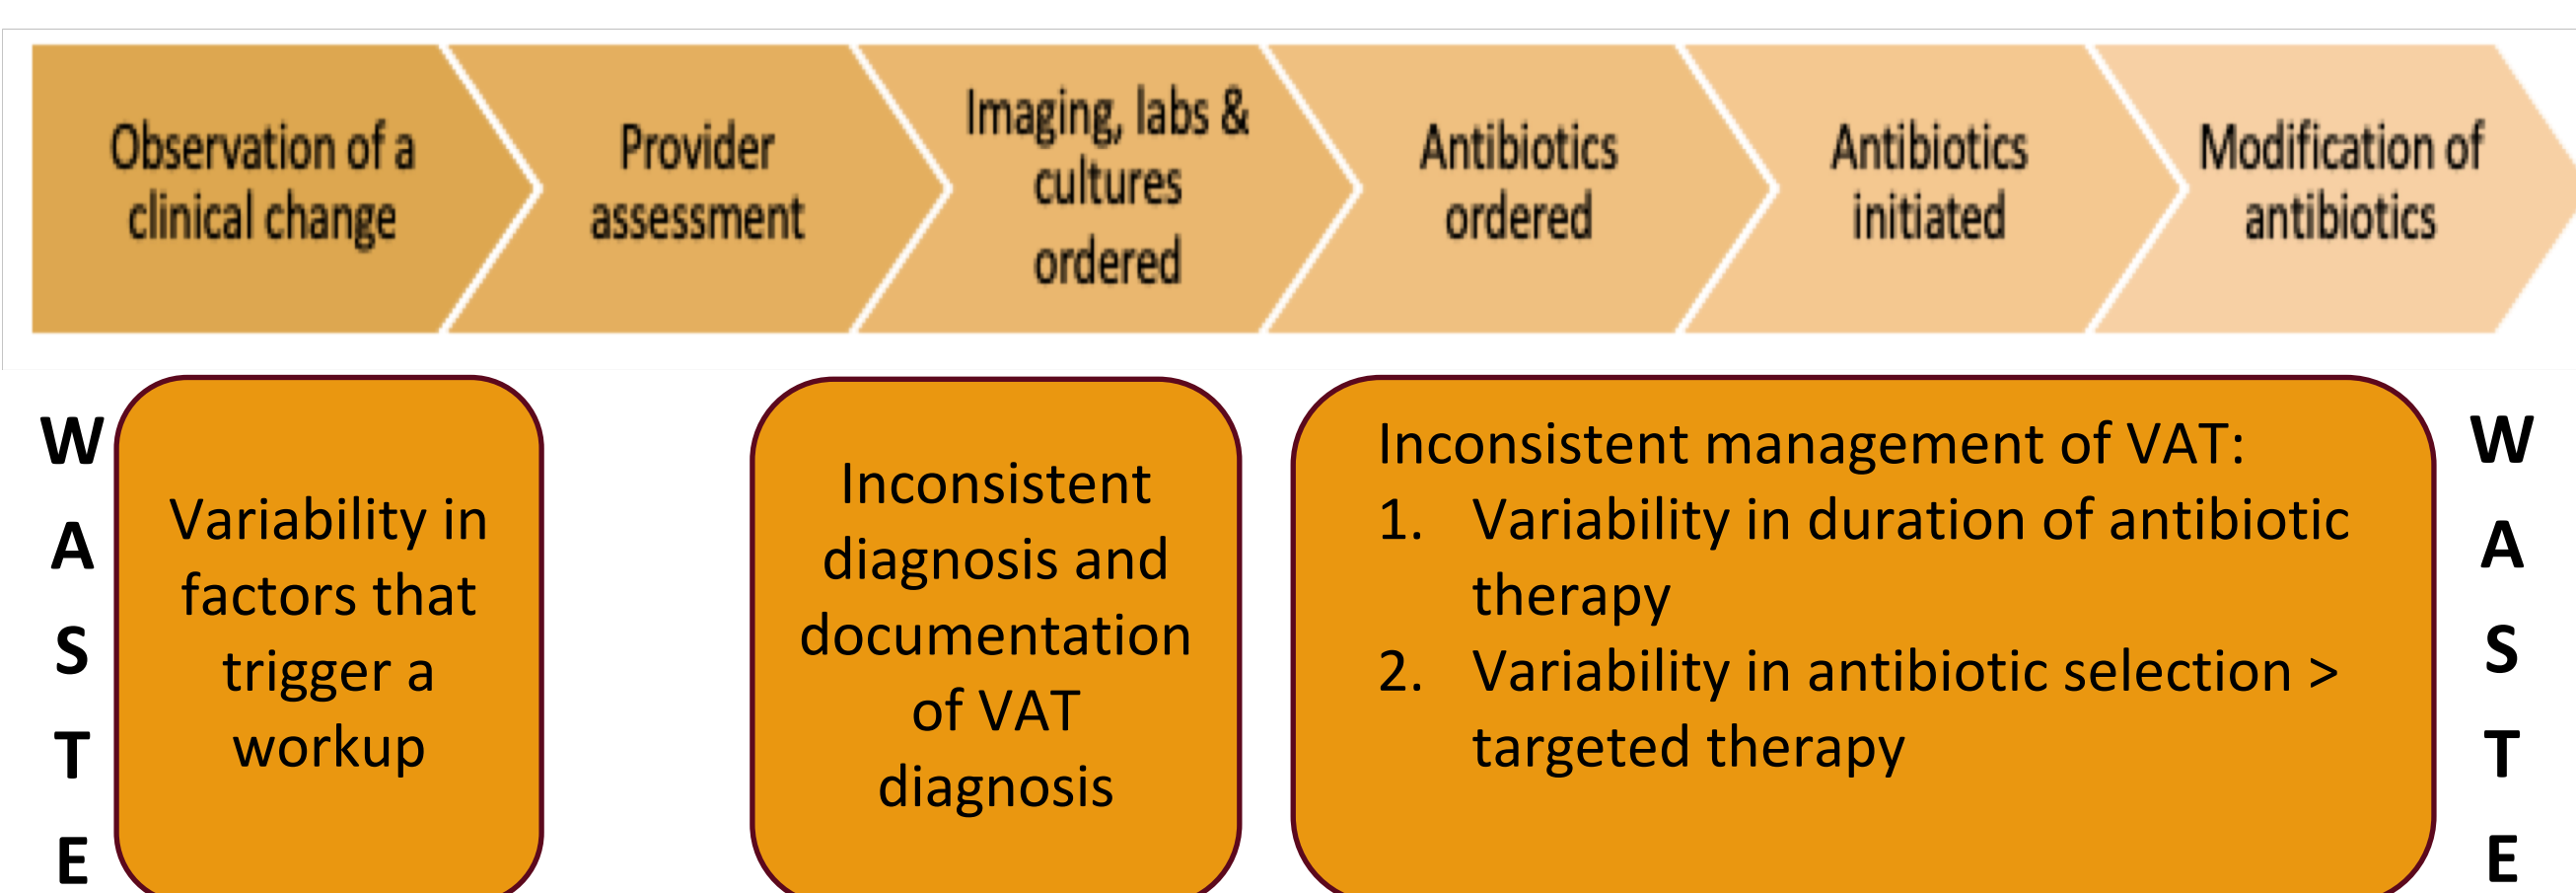 Observation of a
clinical change
Provider
assessment
Imaging, labs &
cultures
ordered
Antibiotics
ordered
Antibiotics
initiated
Modification of
antibiotics
W
A
S
T
E
Variability in
factors that
trigger a
workup
Inconsistent
diagnosis and
documentation
of VAT
diagnosis
Inconsistent management of VAT:
1. Variability in duration of antibiotic
therapy
2. Variability in antibiotic selection >
targeted therapy
W
A
S
T
E